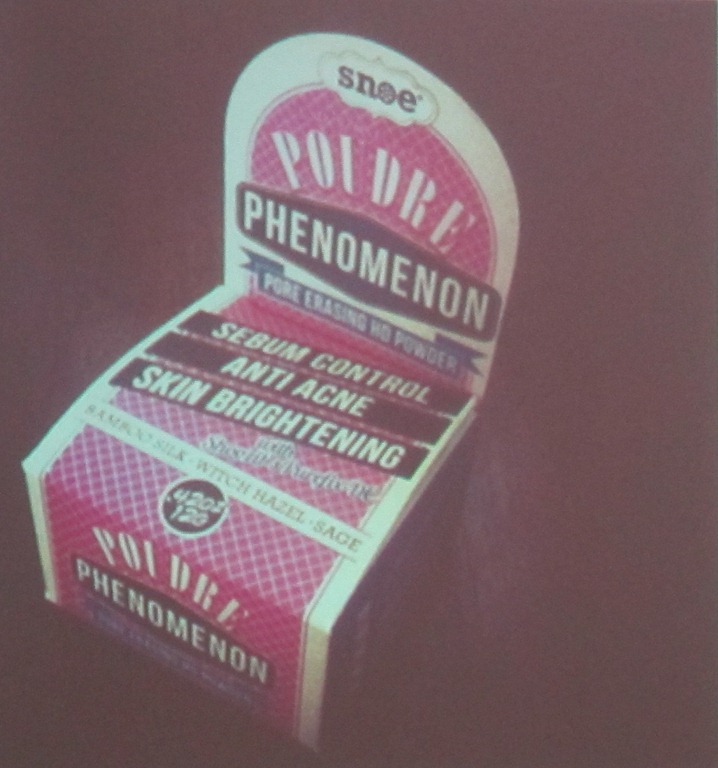 snoe
POUDRE
PHENOMENON
PORE ERASING HD POWDER
SEBUM CONTROL
ANTI ACNE
SKIN BRIGHTENING
with
BAMBOO SILK · WITCH HAZEL · SAGE
POUDRE
PHENOMENON